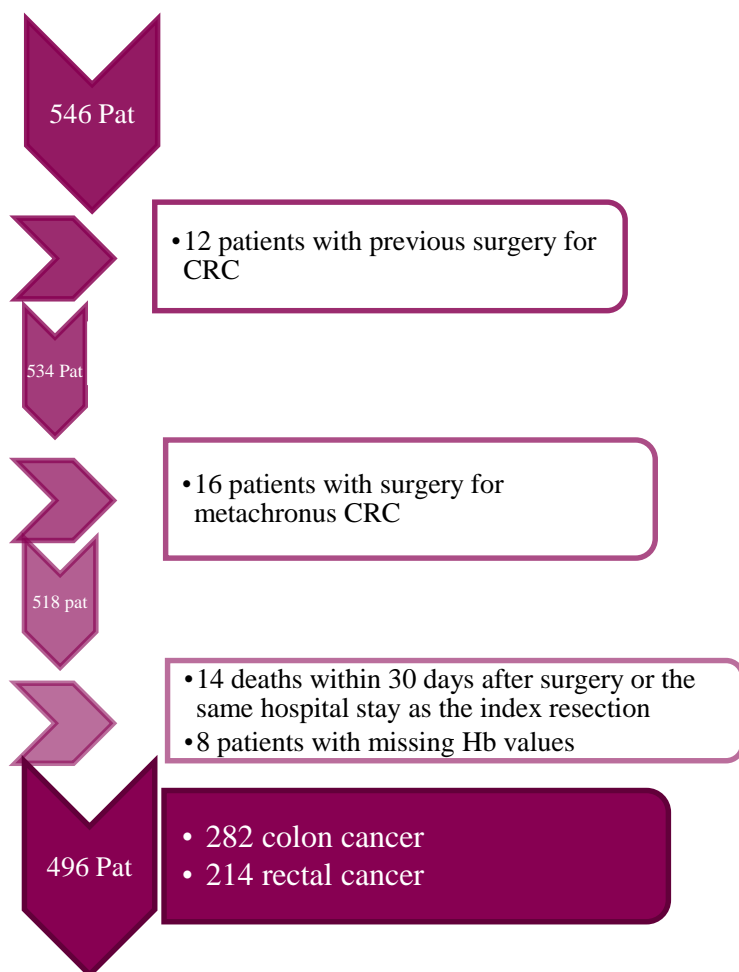 546 Pat
•12 patients with previous surgery for
CRC
534 Pat
•16 patients with surgery for
metachronus CRC
518 pat
•14 deaths within 30 days after surgery or the
same hospital stay as the index resection
•8 patients with missing Hb values
496 Pat
• 282 colon cancer
• 214 rectal cancer